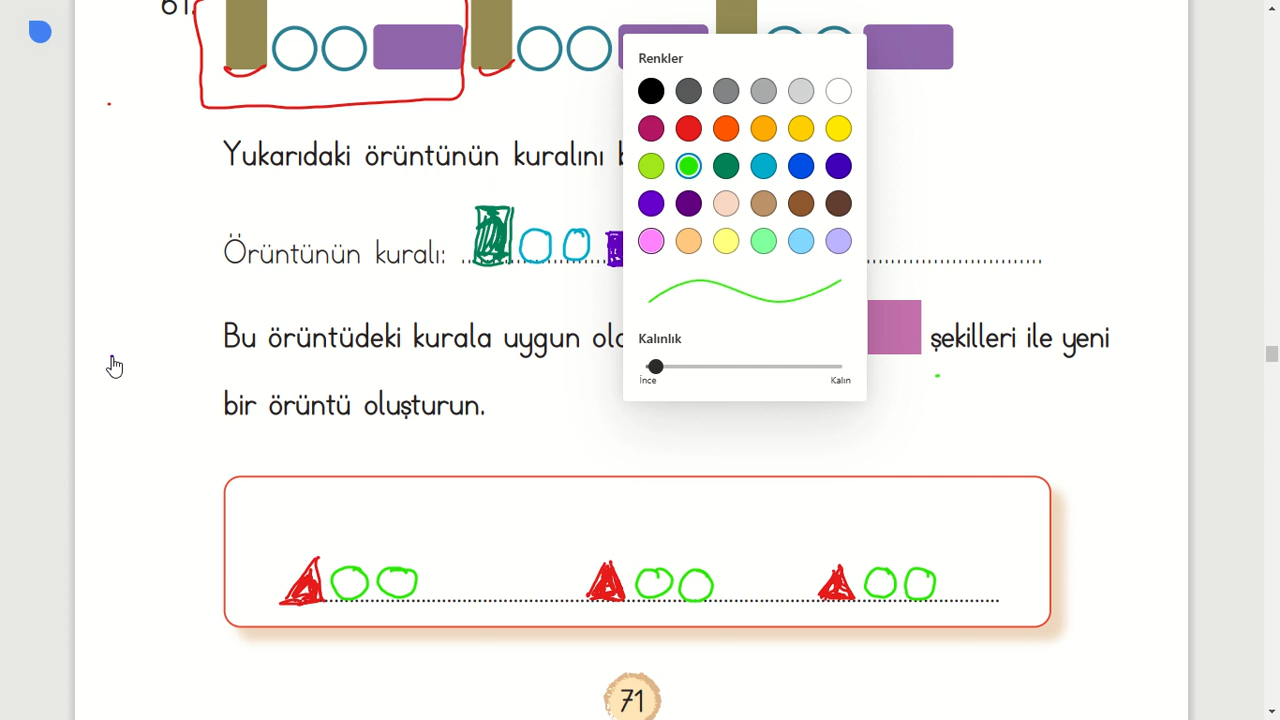 61.
Renkler
Yukarıdaki örüntünün kuralını
Örüntünün kuralı:
Bu örüntüdeki kurala uygun şekilleri ile yeni
Kalınlık
İnce Kalın
bir örüntü oluşturun.
71